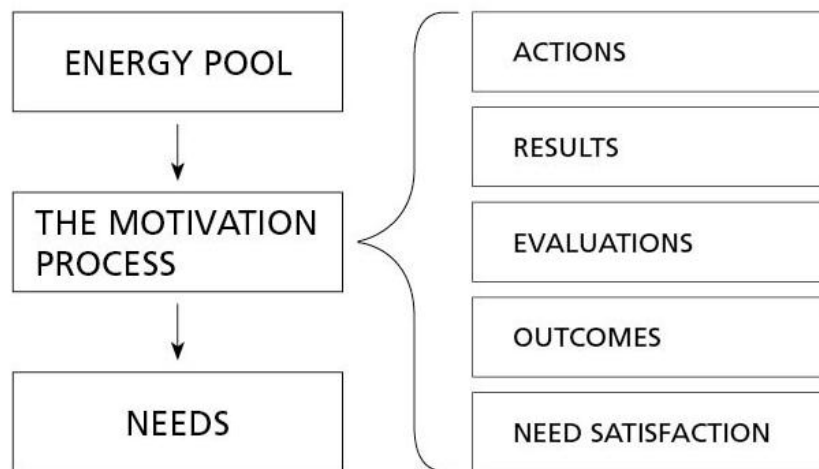 ENERGY POOL
THE MOTIVATION
PROCESS
NEEDS
ACTIONS
RESULTS
EVALUATIONS
OUTCOMES
NEED SATISFACTION